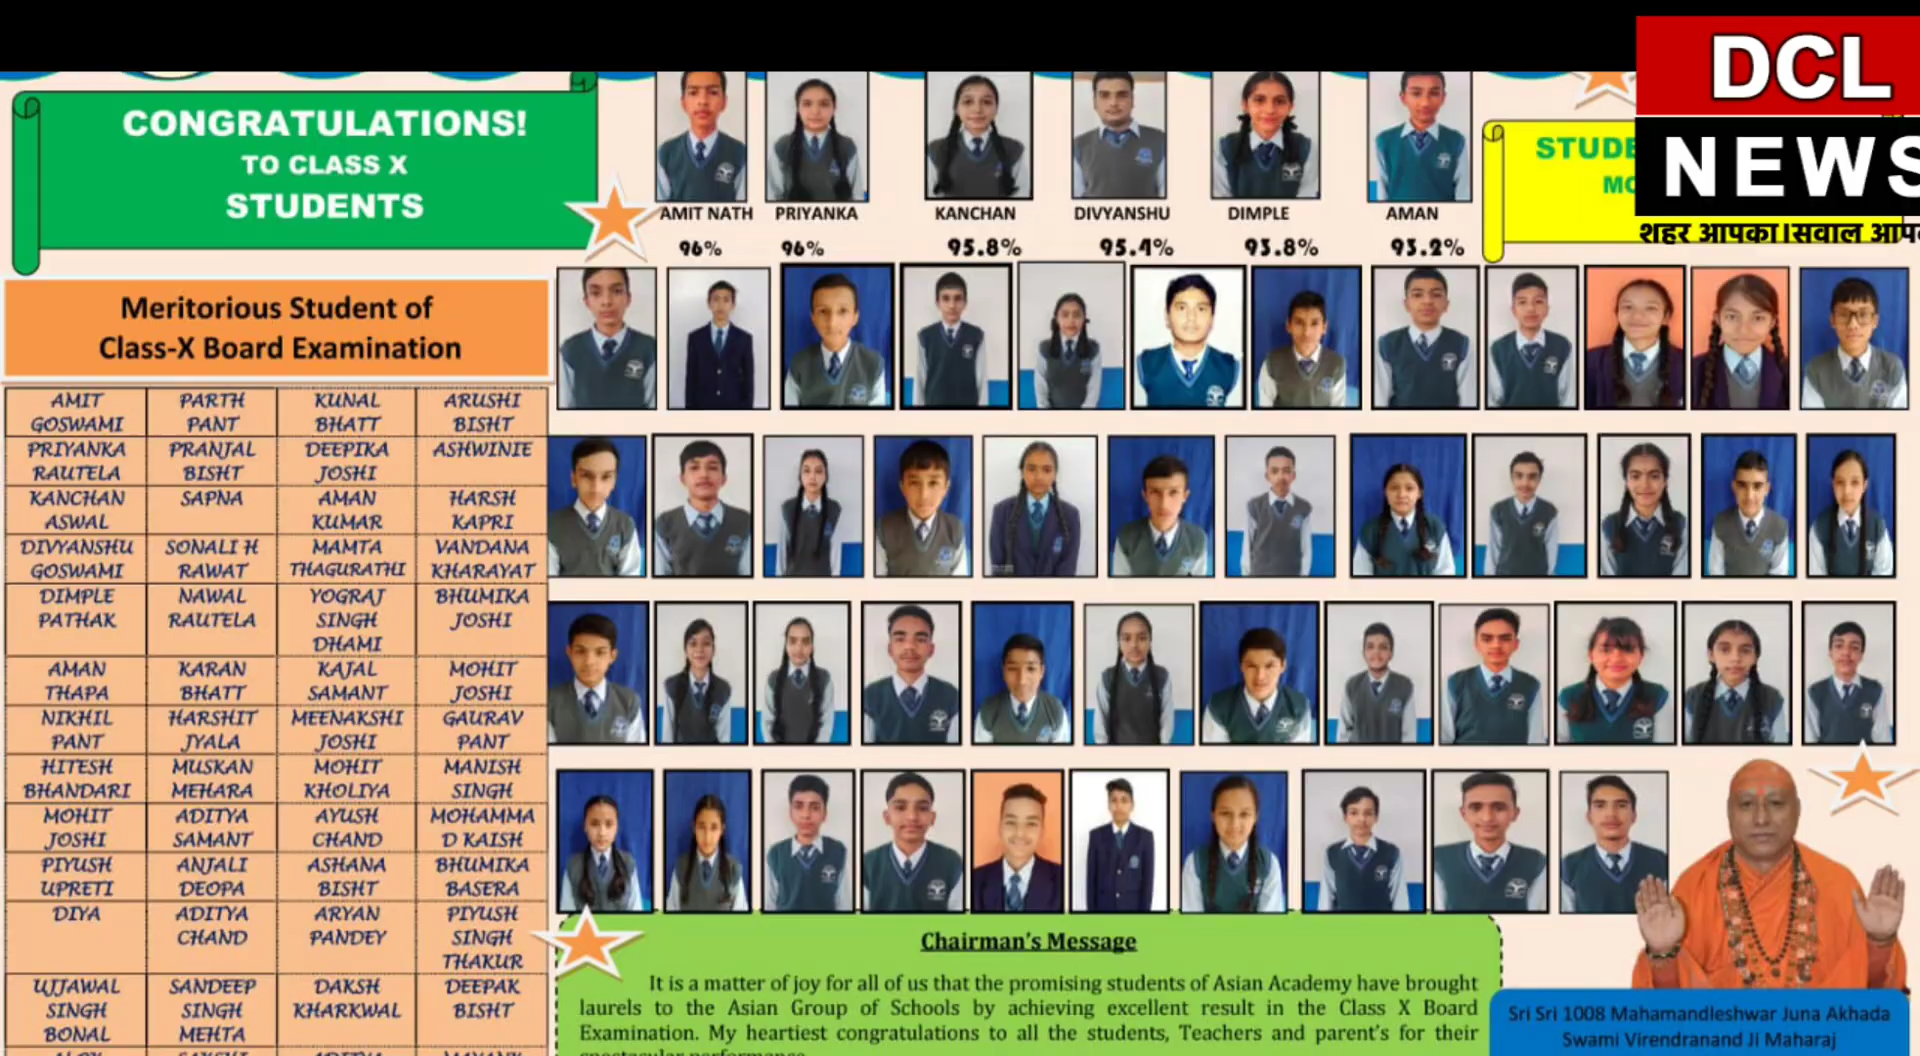 DCL
NEWS
शहर आपका।सवाल
CONGRATULATIONS!
TO CLASS X
STUDENTS
AMIT NATH
96%
PRIYANKA
96%
KANCHAN
95.8%
DIVYANSHU
95.4%
DIMPLE
93.8%
AMAN
93.2%
Meritorious Student of
Class-X Board Examination
AMIT GOSWAMI PARTH PANT KUNAL BHATT ARUSHI BISHT
PRIYANKA RAUTELA PRANJAL BISHT DEEPIKA JOSHI ASHWINIE
KANCHAN ASWAL SAPNA AMAN KUMAR HARSH KAPRI
DIVYANSHU GOSWAMI SONALI H RAWAT MAMTA THAGURATHI VANDANA KHARAYAT
DIMPLE PATHAK NAWAL RAUTELA YOGRAJ SINGH DHAMI BHUMIKA JOSHI
AMAN THAPA KARAN BHATT KAJAL SAMANT MOHIT JOSHI
NIKHIL PANT HARSHIT JYALA MEENAKSHI JOSHI GAURAV PANT
HITESH BHANDARI MUSKAN MEHARA MOHIT KHOLIYA MANISH SINGH
MOHIT JOSHI ADITYA SAMANT AYUSH CHAND MOHAMMA D KAISH
PIYUSH UPRETI ANJALI DEOPA ASHANA BISHT BHUMIKA BASERA
DIYA ADITYA CHAND ARYAN PANDEY PIYUSH SINGH THAKUR
UJJAWAL SINGH BONAL SANDEEP SINGH MEHTA DAKSH KHARKWAL DEEPAK BISHT
Chairman's Message
It is a matter of joy for all of us that the promising students of Asian Academy have brought
laurels to the Asian Group of Schools by achieving excellent result in the Class X Board
Examination. My heartiest congratulations to all the students, Teachers and parent's for their
Sri Sri 1008 Mahamandleshwar Juna Akhada
Swami Virendranand Ji Maharaj